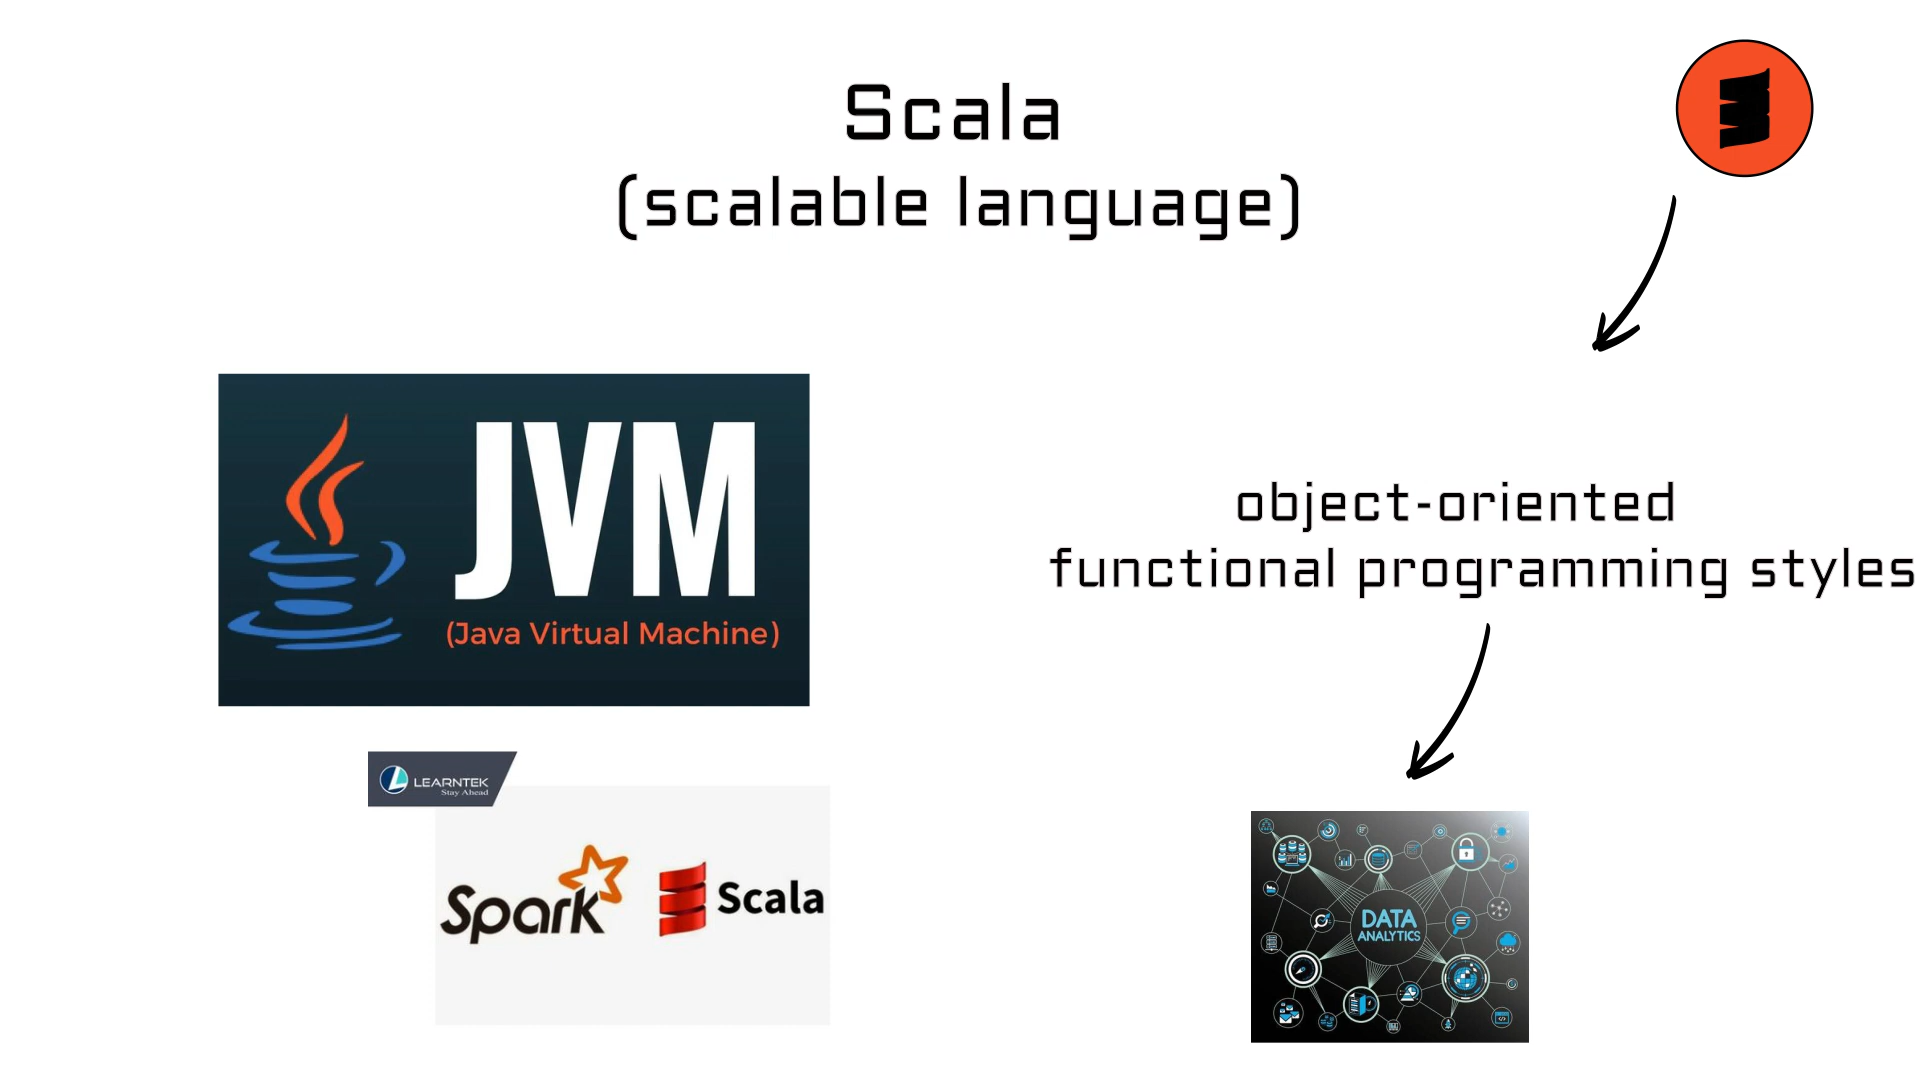 Scala
(scalable language)
JVM
(Java Virtual Machine)
object-oriented
functional programming styles
LEARNTEK
Stay Ahead
Spark
Scala
DATA
ANALYTICS